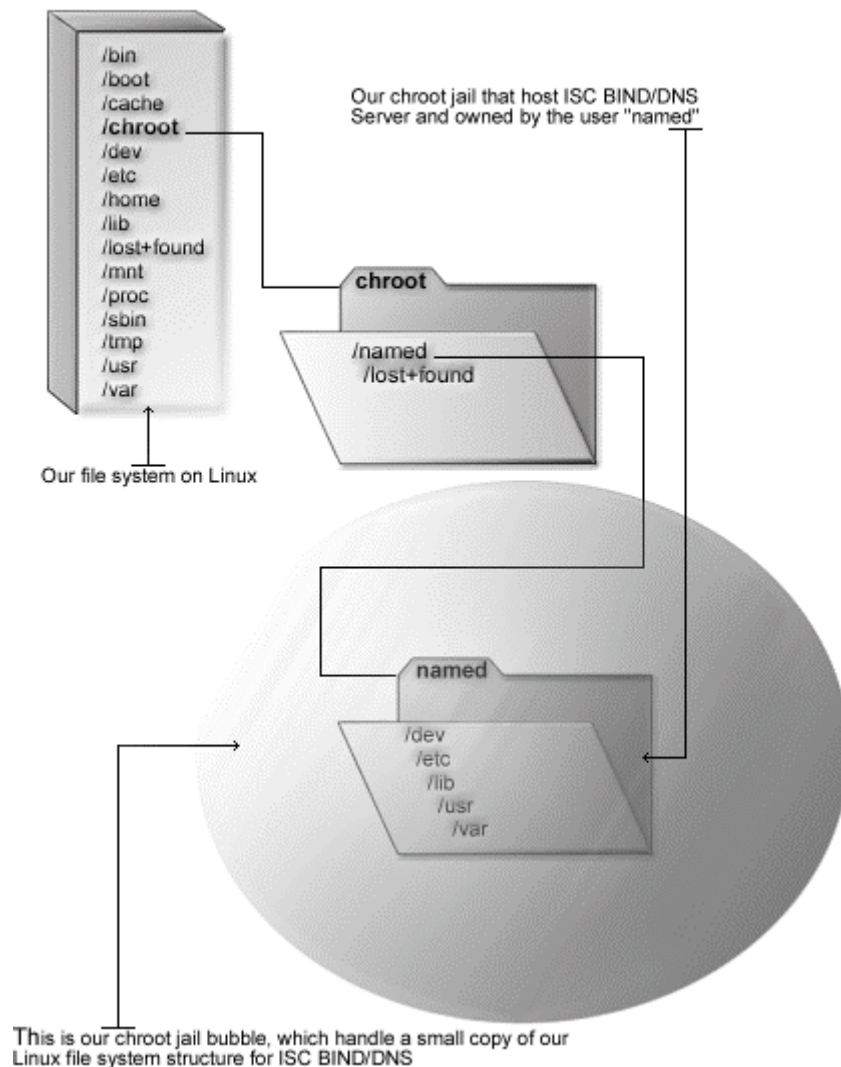 /bin
/boot
/cache
/chroot
/dev
/etc
/home
/lib
/lost+found
/mnt
/proc
/sbin
/tmp
/usr
/var
Our file system on Linux
Our chroot jail that host ISC BIND/DNS
Server and owned by the user "named"
chroot
/named
/lost+found
named
/dev
/etc
/lib
/usr
/var
This is our chroot jail bubble, which handle a small copy of our
Linux file system structure for ISC BIND/DNS